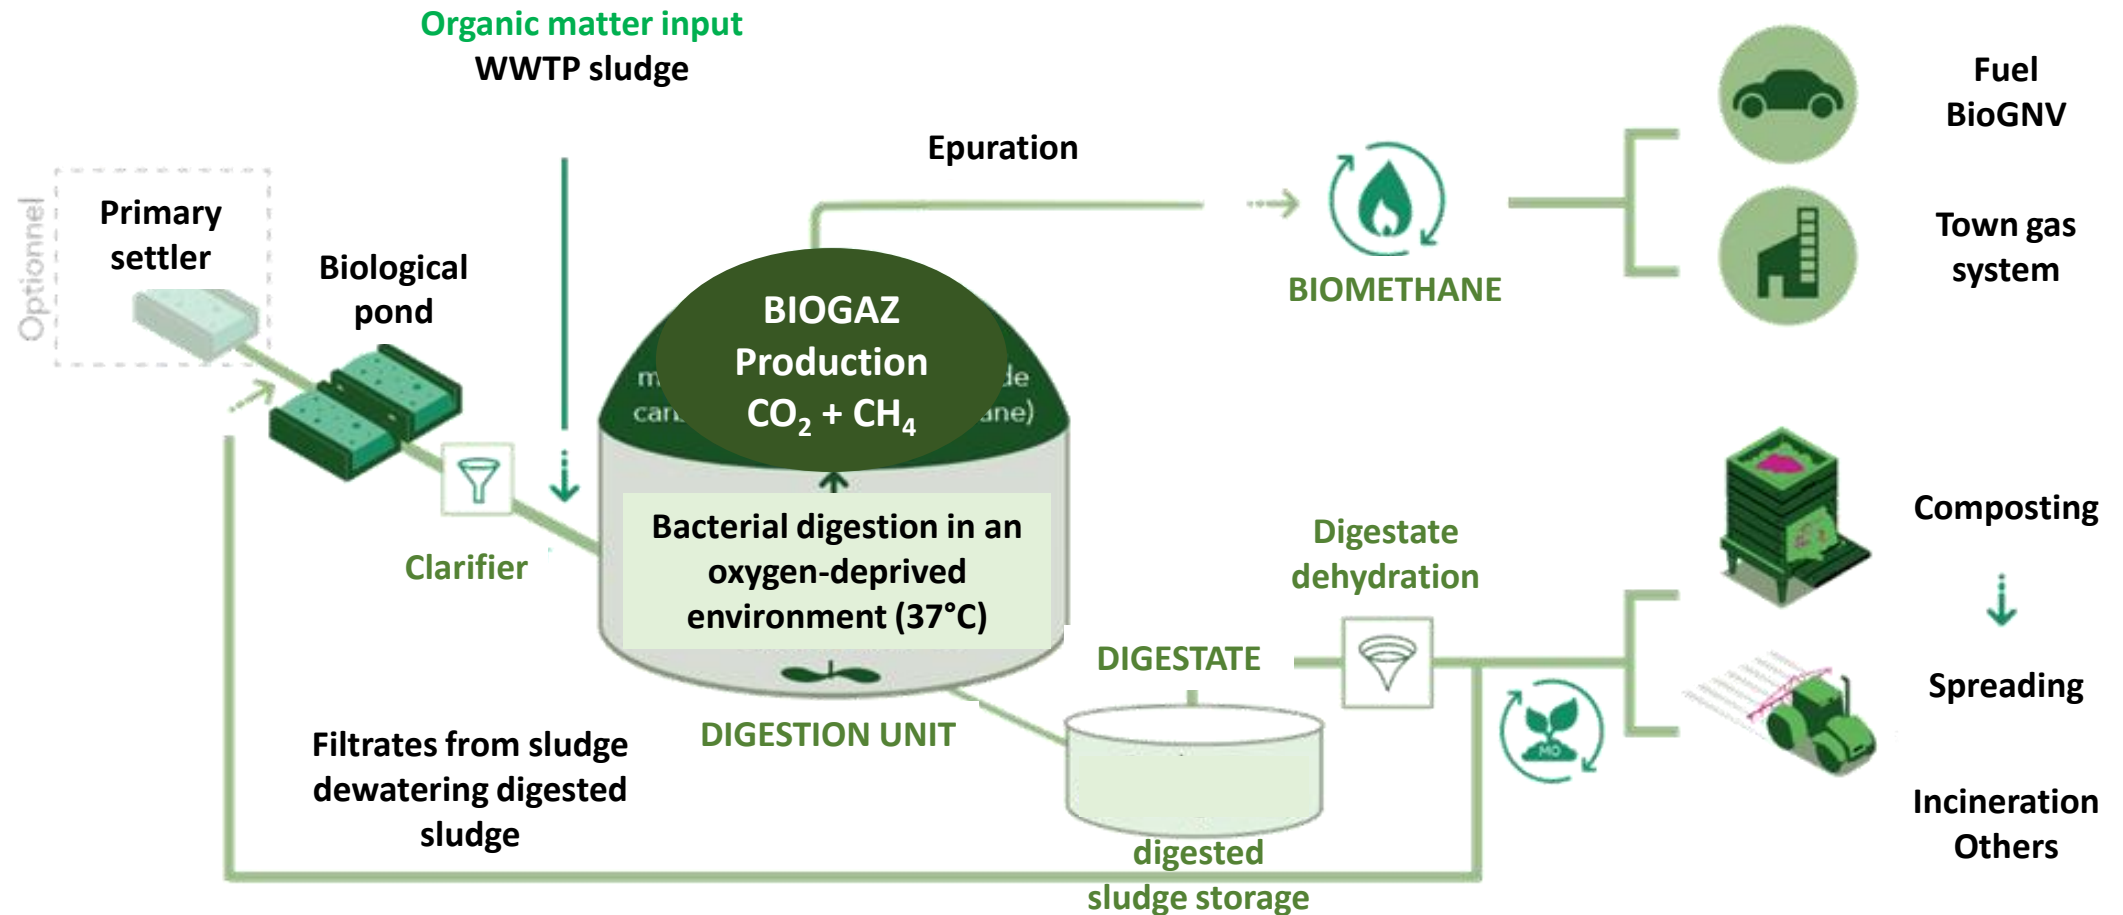 Organic matter input
WWTP sludge
Optionnel
Primary
settler
Biological
pond
Clarifier
Epuration
BIOGAZ
Production
CO₂ + CH₄
ane)
Bacterial digestion in an
oxygen-deprived
environment (37°C)
DIGESTION UNIT
BIOMETHANE
Fuel
BioGNV
Town gas
system
Digestate
dehydration
DIGESTATE
digested
sludge storage
MO
Composting
Spreading
Incineration
Others
Filtrates from sludge
dewatering digested
sludge